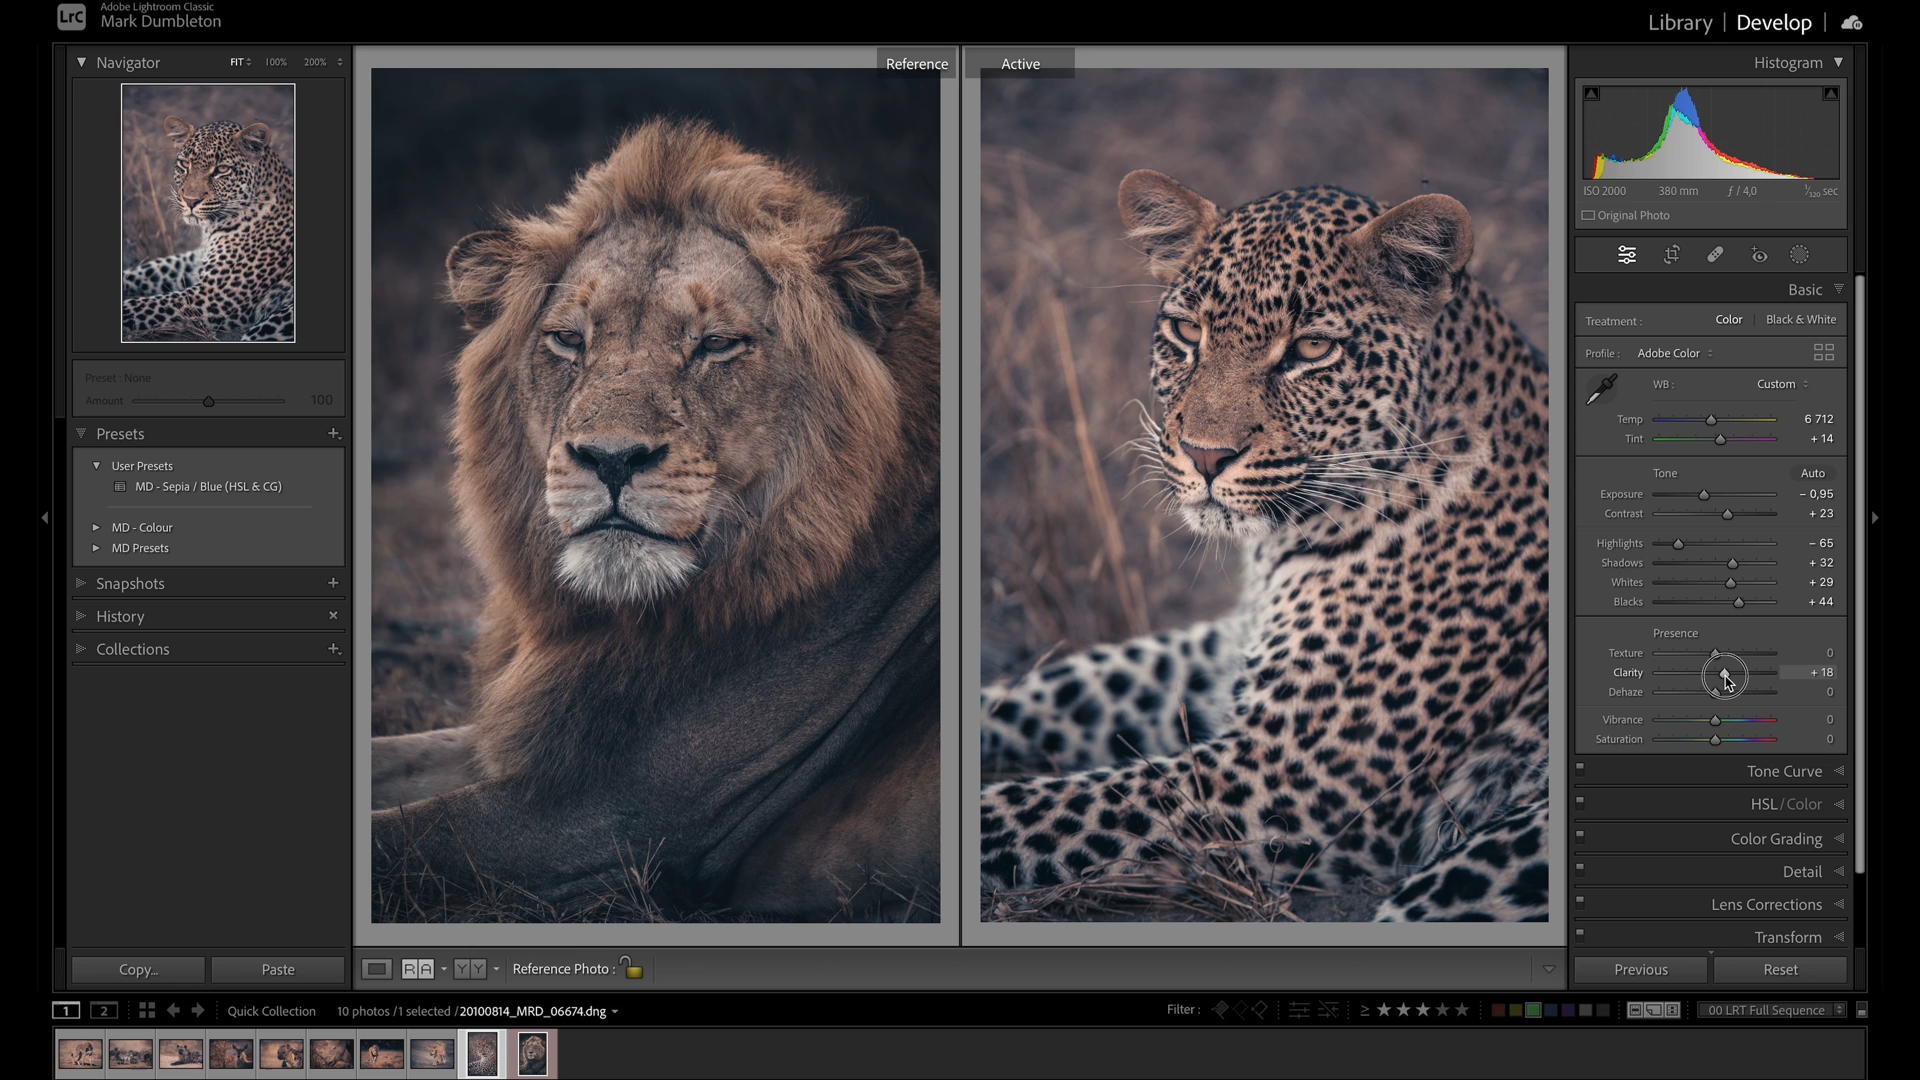 LrC
Adobe Lightroom Classic
Mark Dumbleton
Library | Develop |
Navigator FIT 100% 200%
Preset : None
Amount 100
Presets
User Presets
MD - Sepia / Blue (HSL & CG)
MD - Colour
MD Presets
Snapshots
History
Collections
Copy... Paste
Reference
Active
R A Y Y Reference Photo :
Histogram
ISO 2000 380 mm ƒ / 4,0 1/320 sec
Original Photo
Basic
Treatment : Color Black & White
Profile : Adobe Color
WB : Custom
Temp 6 712
Tint + 14
Tone Auto
Exposure − 0,95
Contrast + 23
Highlights − 65
Shadows + 32
Whites + 29
Blacks + 44
Presence
Texture 0
Clarity + 18
Dehaze 0
Vibrance 0
Saturation 0
Tone Curve
HSL / Color
Color Grading
Detail
Lens Corrections
Transform
Previous Reset
1 2 Quick Collection 10 photos /1 selected /20100814_MRD_06674.dng Filter : ≥ ★ ★ ★ ★ ★ 00 LRT Full Sequence